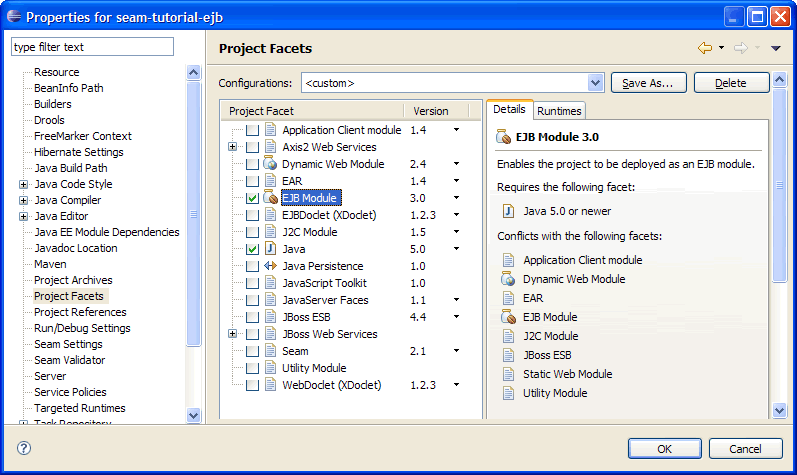 Properties for seam-tutorial-ejb
type filter text
Resource
BeanInfo Path
Builders
Drools
FreeMarker Context
Hibernate Settings
Java Build Path
Java Code Style
Java Compiler
Java Editor
Java EE Module Dependencies
Javadoc Location
Maven
Project Archives
Project Facets
Project References
Run/Debug Settings
Seam Settings
Seam Validator
Server
Service Policies
Targeted Runtimes
Task Repository
Project Facets
Configurations: <custom> Save As... Delete
Project Facet Version
Application Client module 1.4
Axis2 Web Services
Dynamic Web Module 2.4
EAR 1.4
EJB Module 3.0
EJBDoclet (XDoclet) 1.2.3
J2C Module 1.5
Java 5.0
Java Persistence 1.0
JavaScript Toolkit 1.0
JavaServer Faces 1.1
JBoss ESB 4.4
JBoss Web Services
Seam 2.1
Utility Module
WebDoclet (XDoclet) 1.2.3
Details Runtimes
EJB Module 3.0
Enables the project to be deployed as an EJB module.
Requires the following facet:
Java 5.0 or newer
Conflicts with the following facets:
Application Client module
Dynamic Web Module
EAR
EJB Module
J2C Module
JBoss ESB
Static Web Module
Utility Module
? OK Cancel